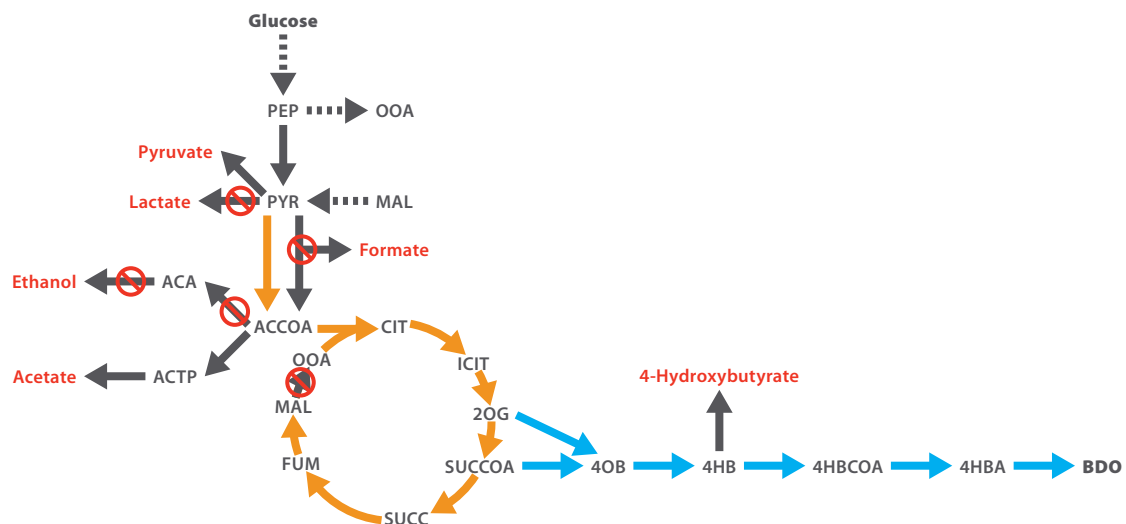 Glucose
PEP
OOA
Pyruvate
Lactate
PYR
MAL
Formate
Ethanol
ACA
ACCOA
CIT
OOA
ICIT
Acetate
ACTP
4-Hydroxybutyrate
MAL
2OG
FUM
SUCCOA
4OB
4HB
4HBCOA
4HBA
BDO
SUCC